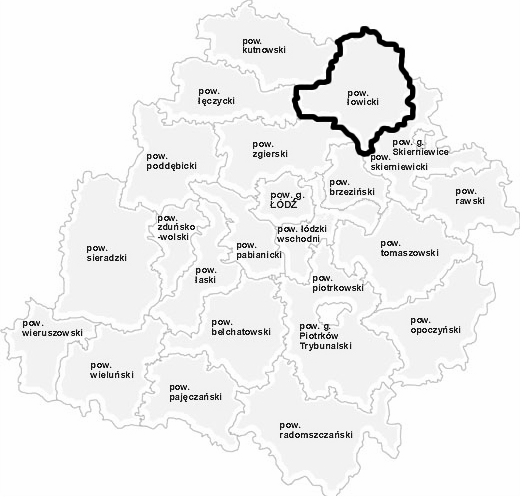 pow.
kutnowski
pow.
łęczycki
pow.
łowicki
pow.
zgierski
pow. g.
Skierniewice
pow.
skierniewicki
pow.
poddębicki
pow.
brzeziński
pow.
rawski
pow. g.
ŁÓDŹ
pow.
zduńsko
-wolski
pow. łódzki
wschodni
pow.
pabianicki
pow.
tomaszowski
pow.
sieradzki
pow.
łaski
pow.
piotrkowski
pow.
wieruszowski
pow.
bełchatowski
pow. g.
Piotrków
Trybunalski
pow.
opoczyński
pow.
wieluński
pow.
pajęczański
pow.
radomszczański